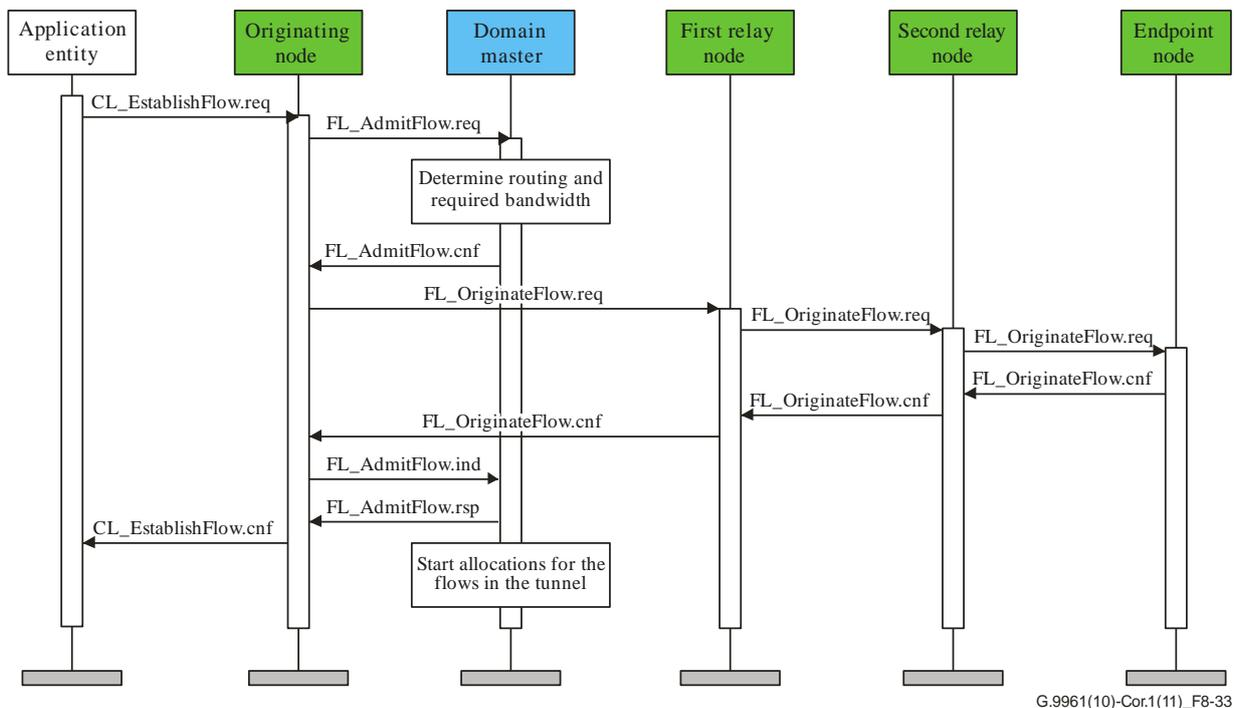 Application
entity
Originating
node
Domain
master
First relay
node
Second relay
node
Endpoint
node
CL_EstablishFlow.req
FL_AdmitFlow.req
Determine routing and
required bandwidth
FL_AdmitFlow.cnf
FL_OriginateFlow.req
FL_OriginateFlow.req
FL_OriginateFlow.req
FL_OriginateFlow.cnf
FL_OriginateFlow.cnf
FL_OriginateFlow.cnf
FL_AdmitFlow.ind
FL_AdmitFlow.rsp
CL_EstablishFlow.cnf
Start allocations for the
flows in the tunnel
G.9961(10)-Cor.1(11)_F8-33